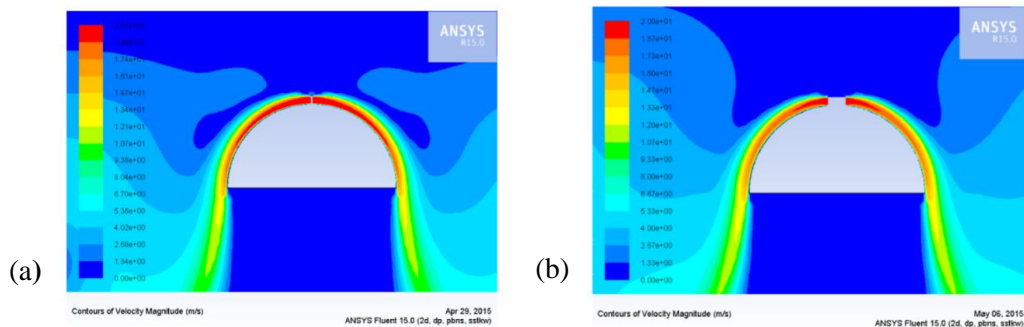 ANSYS
R15.0
1.74e+01
1.61e+01
1.47e+01
1.34e+01
1.21e+01
1.07e+01
9.38e+00
8.04e+00
6.70e+00
5.36e+00
4.02e+00
2.68e+00
1.34e+00
0.00e+00
(a)
Contours of Velocity Magnitude (m/s)
Apr 29, 2015
ANSYS Fluent 15.0 (2d, dp, pbns, sstkw)
ANSYS
R15.0
2.00e+01
1.87e+01
1.73e+01
1.60e+01
1.47e+01
1.33e+01
1.20e+01
1.07e+01
9.33e+00
8.00e+00
6.67e+00
5.33e+00
4.00e+00
2.67e+00
1.33e+00
0.00e+00
(b)
Contours of Velocity Magnitude (m/s)
May 06, 2015
ANSYS Fluent 15.0 (2d, dp, pbns, sstkw)